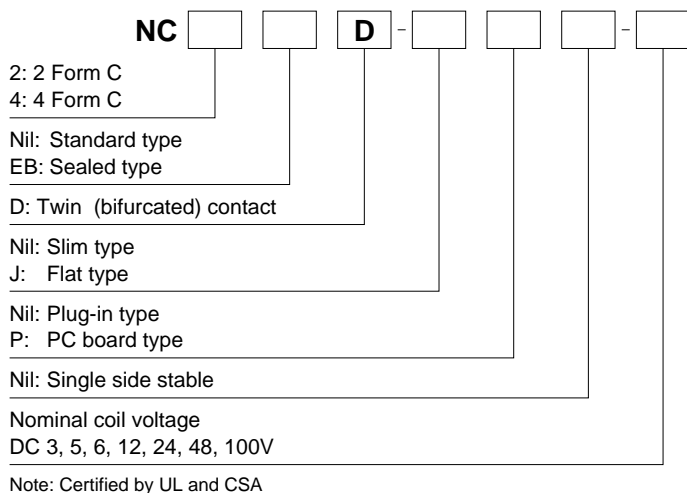 NC D - -
2: 2 Form C
4: 4 Form C
Nil: Standard type
EB: Sealed type
D: Twin (bifurcated) contact
Nil: Slim type
J: Flat type
Nil: Plug-in type
P: PC board type
Nil: Single side stable
Nominal coil voltage
DC 3, 5, 6, 12, 24, 48, 100V
Note: Certified by UL and CSA